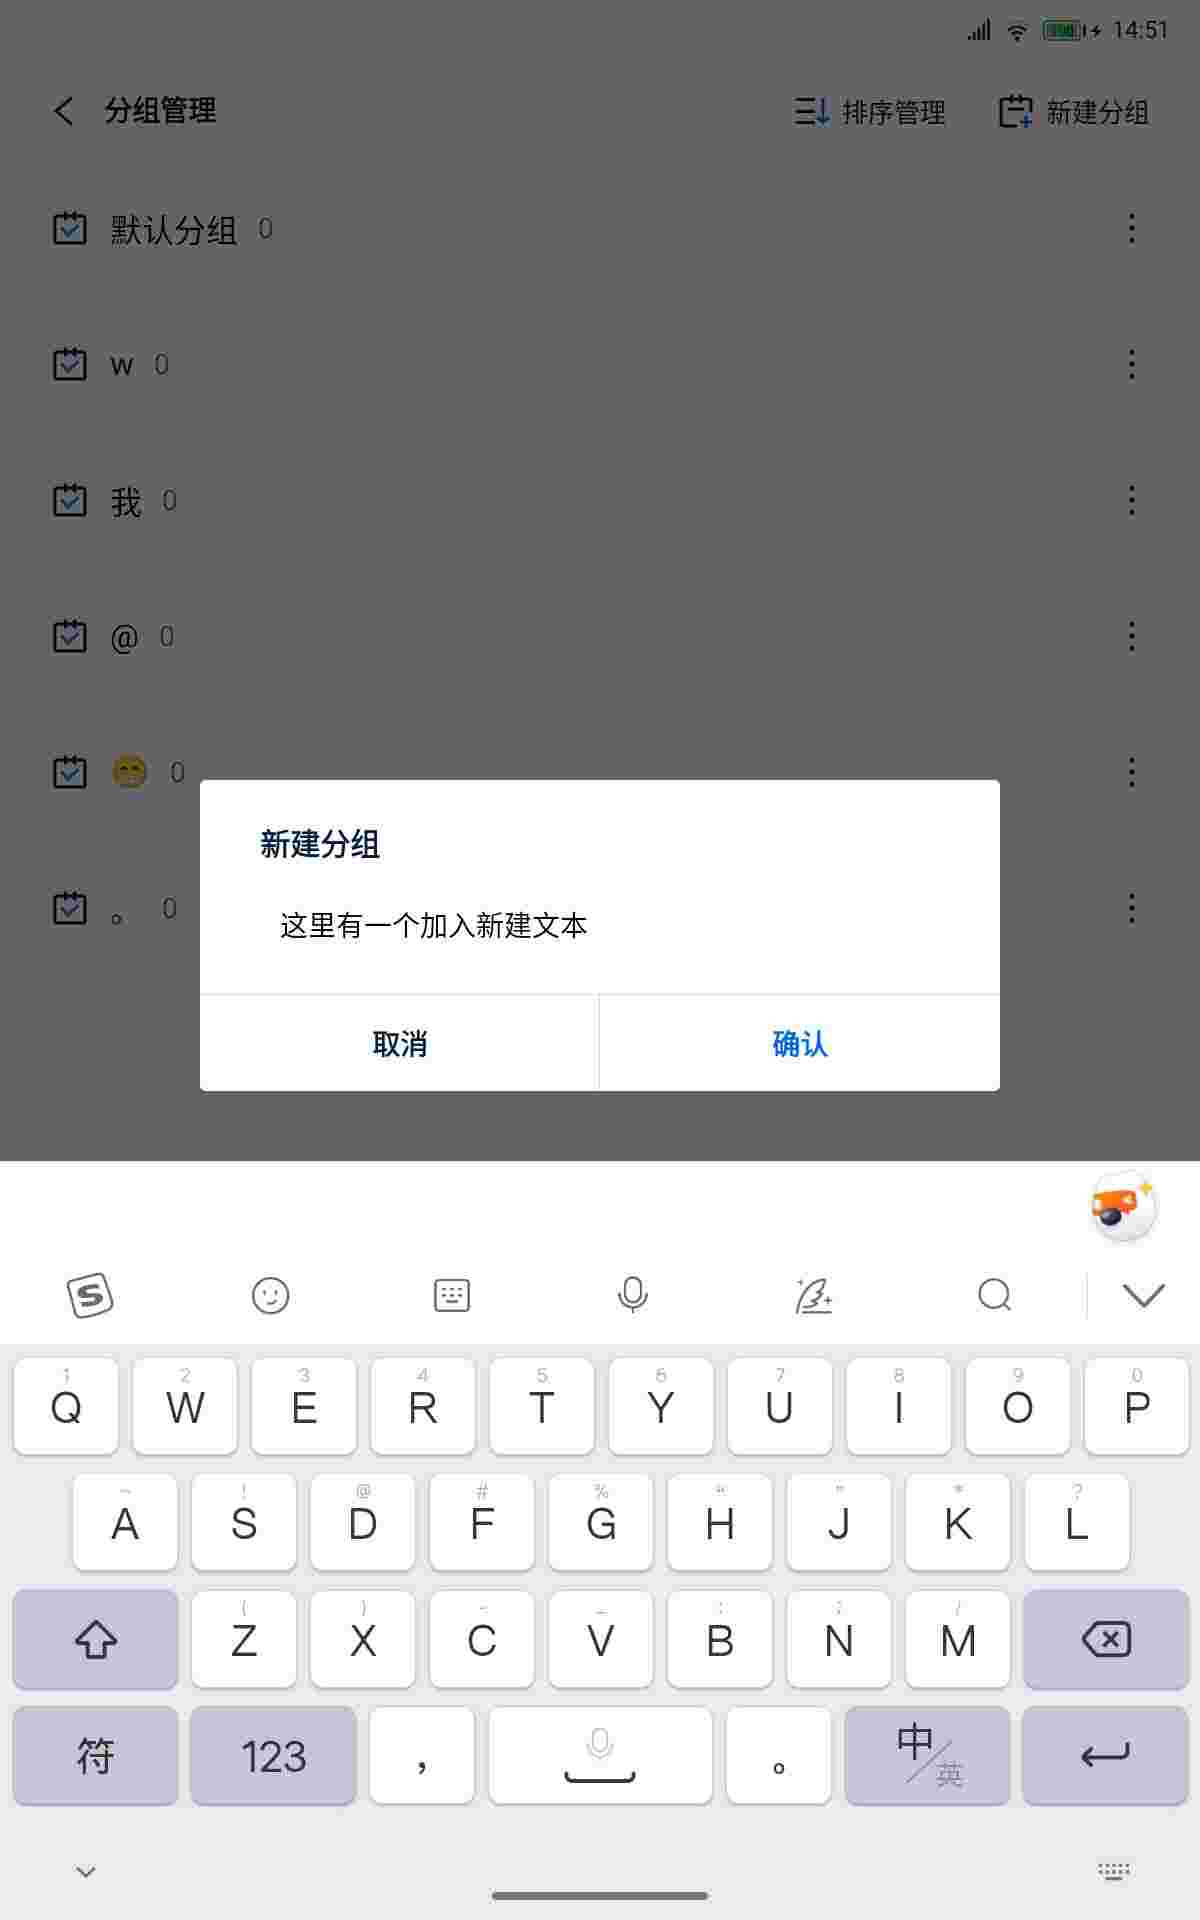 14:51
分组管理 排序管理 新建分组
默认分组 0
w 0
我 0
@ 0
😁 0
。 0
新建分组
这里有一个加入新建文本
取消 确认
1 2 3 4 5 6 7 8 9 0
Q W E R T Y U I O P
~ ! @ # % “ ” * ?
A S D F G H J K L
( ) - _ : ; /
Z X C V B N M
符 123 , 。 中/英